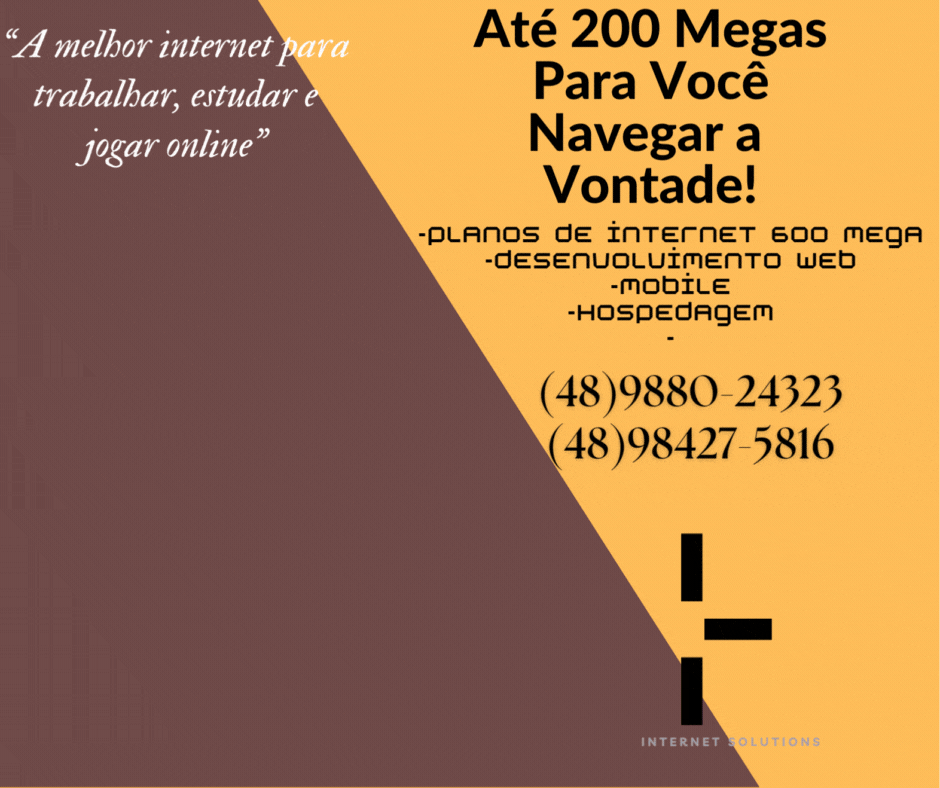 “A melhor internet para
trabalhar, estudar e
jogar online”
Até 200 Megas
Para Você
Navegar a
Vontade!
-PLANOS DE INTERNET 600 MEGA
-DESENVOLVIMENTO WEB
-MOBILE
-HOSPEDAGEM
-
(48)9880-24323
(48)98427-5816
INTERNET SOLUTIONS